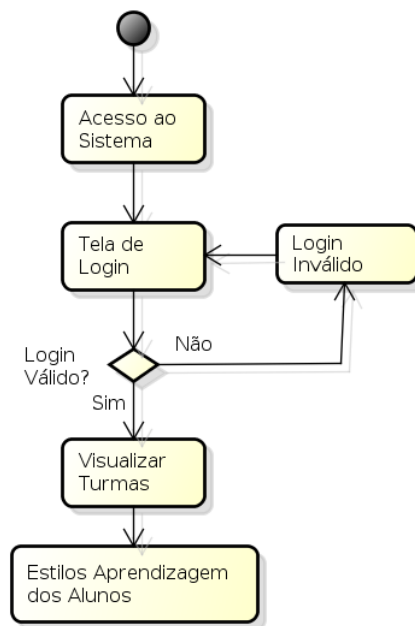 Acesso ao
Sistema
Tela de
Login
Login
Inválido
Login
Válido?
Não
Sim
Visualizar
Turmas
Estilos Aprendizagem
dos Alunos